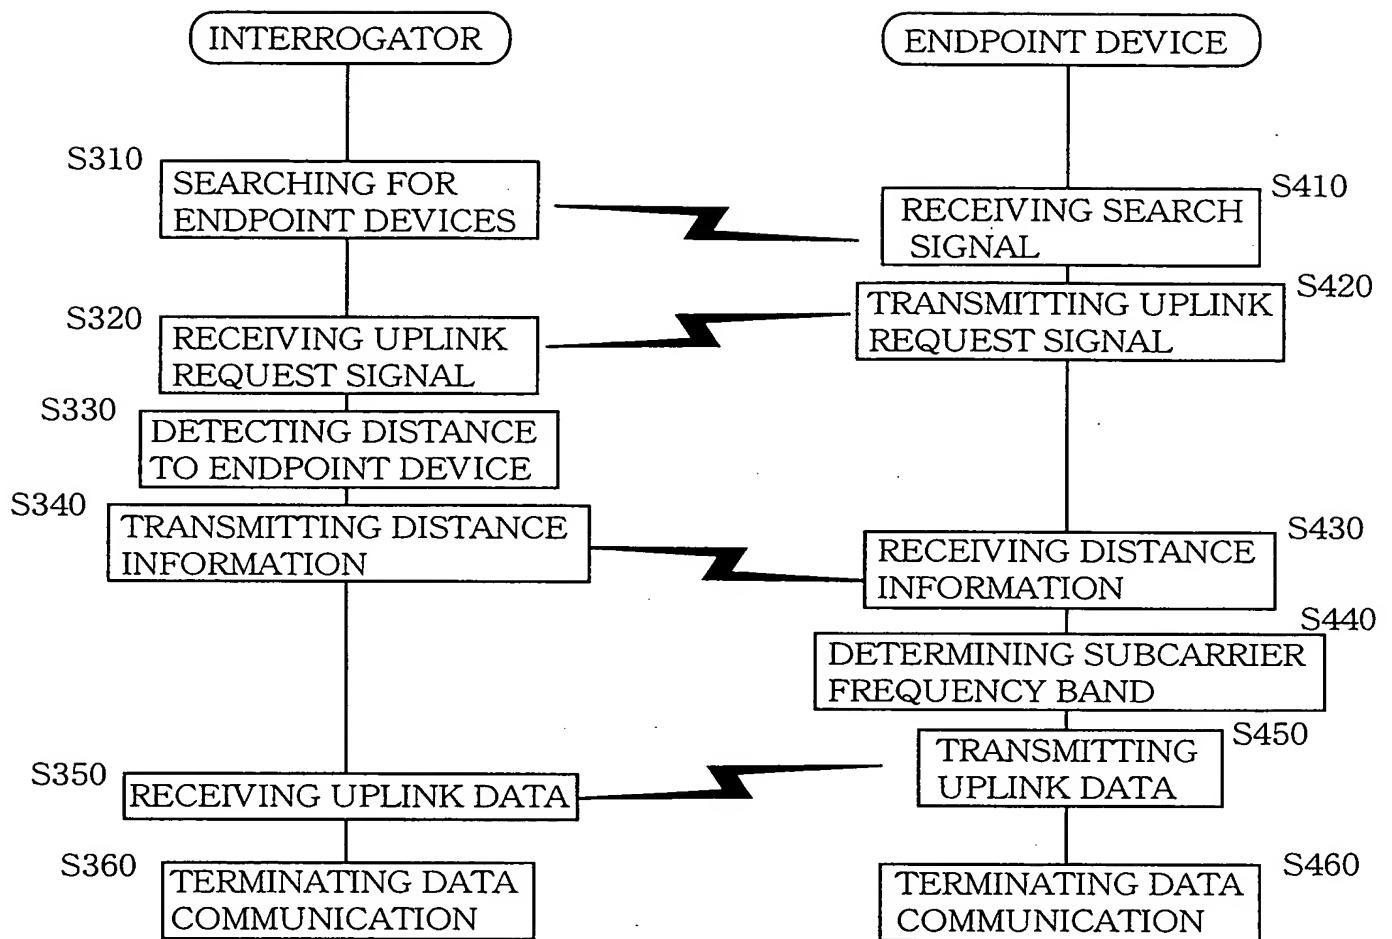 INTERROGATOR
ENDPOINT DEVICE
S310
SEARCHING FOR
ENDPOINT DEVICES
S410
RECEIVING SEARCH
SIGNAL
S420
TRANSMITTING UPLINK
REQUEST SIGNAL
S320
RECEIVING UPLINK
REQUEST SIGNAL
S330
DETECTING DISTANCE
TO ENDPOINT DEVICE
S340
TRANSMITTING DISTANCE
INFORMATION
S430
RECEIVING DISTANCE
INFORMATION
S440
DETERMINING SUBCARRIER
FREQUENCY BAND
S450
TRANSMITTING
UPLINK DATA
S350
RECEIVING UPLINK DATA
S360
TERMINATING DATA
COMMUNICATION
S460
TERMINATING DATA
COMMUNICATION